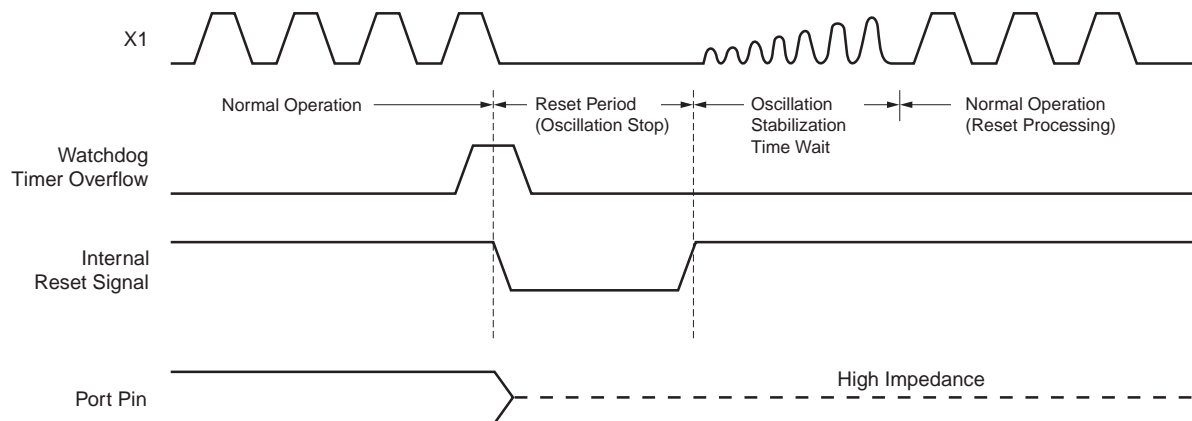 X1
Normal Operation
Reset Period
(Oscillation Stop)
Oscillation
Stabilization
Time Wait
Normal Operation
(Reset Processing)
Watchdog
Timer Overflow
Internal
Reset Signal
Port Pin
High Impedance